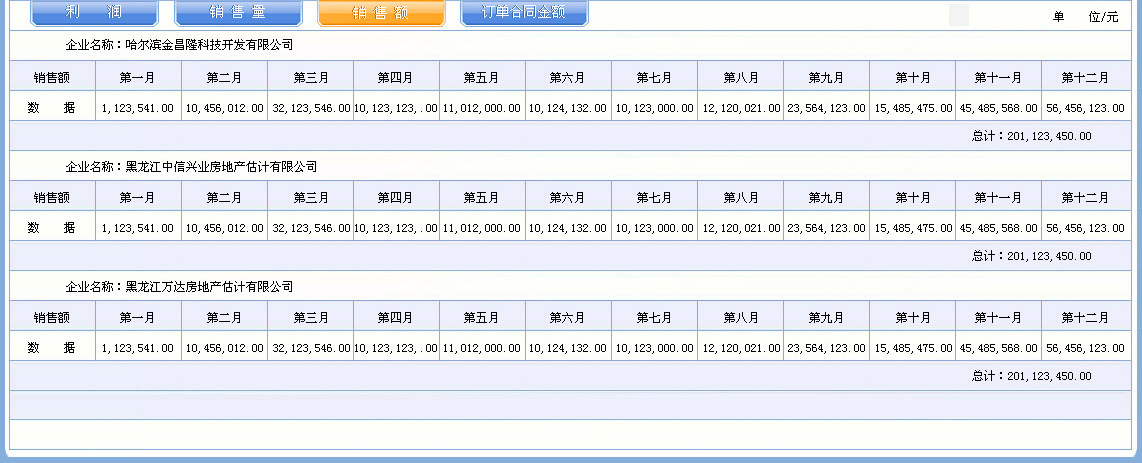 利 润 销 售 量 销 售 额 订单合同金额 单 位/元
企业名称：哈尔滨金昌隆科技开发有限公司
销售额 第一月 第二月 第三月 第四月 第五月 第六月 第七月 第八月 第九月 第十月 第十一月 第十二月
数 据 1,123,541.00 10,456,012.00 32,123,546.00 10,123,123,.00 11,012,000.00 10,124,132.00 10,123,000.00 12,120,021.00 23,564,123.00 15,485,475.00 45,485,568.00 56,456,123.00
总计：201,123,450.00
企业名称：黑龙江中信兴业房地产估计有限公司
销售额 第一月 第二月 第三月 第四月 第五月 第六月 第七月 第八月 第九月 第十月 第十一月 第十二月
数 据 1,123,541.00 10,456,012.00 32,123,546.00 10,123,123,.00 11,012,000.00 10,124,132.00 10,123,000.00 12,120,021.00 23,564,123.00 15,485,475.00 45,485,568.00 56,456,123.00
总计：201,123,450.00
企业名称：黑龙江万达房地产估计有限公司
销售额 第一月 第二月 第三月 第四月 第五月 第六月 第七月 第八月 第九月 第十月 第十一月 第十二月
数 据 1,123,541.00 10,456,012.00 32,123,546.00 10,123,123,.00 11,012,000.00 10,124,132.00 10,123,000.00 12,120,021.00 23,564,123.00 15,485,475.00 45,485,568.00 56,456,123.00
总计：201,123,450.00